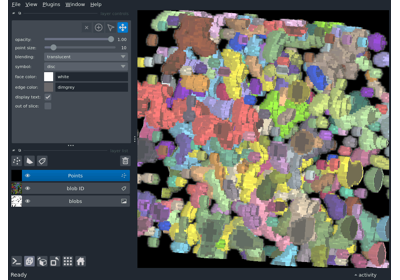 File View Plugins Window Help
opacity: 1.00
point size: 10
blending: translucent
symbol: disc
face color: white
edge color: dimgrey
display text: ✓
out of slice:
Points
blob ID
blobs
Ready
activity